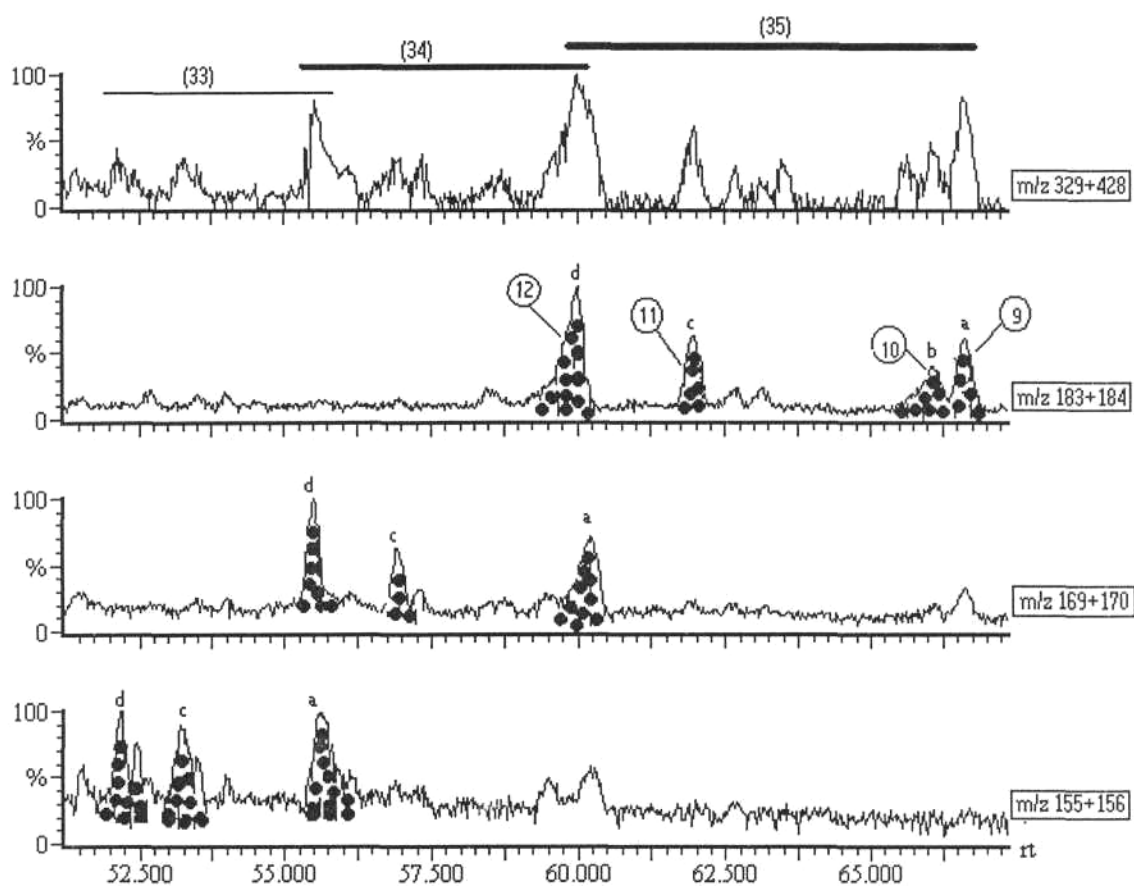 (35)
(34)
(33)
100
%
0
m/z 329+428
d
12
11
c
a
9
10
b
100
%
0
m/z 183+184
d
c
a
100
%
0
m/z 169+170
d
c
a
100
%
0
m/z 155+156
rt
52.500
55.000
57.500
60.000
62.500
65.000